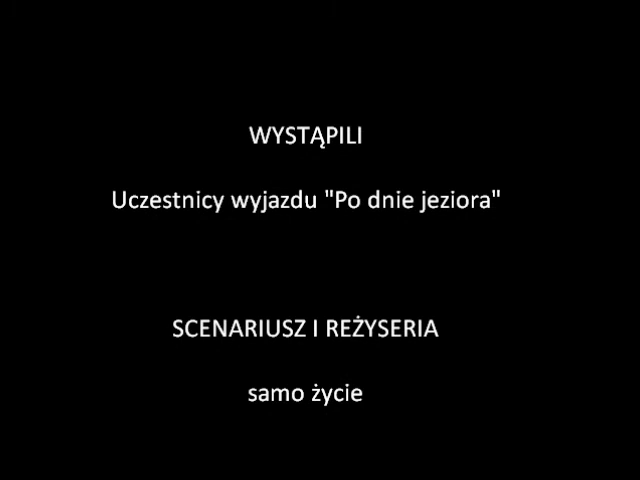 WYSTĄPILI
Uczestnicy wyjazdu "Po dnie jeziora"
SCENARIUSZ I REŻYSERIA
samo życie